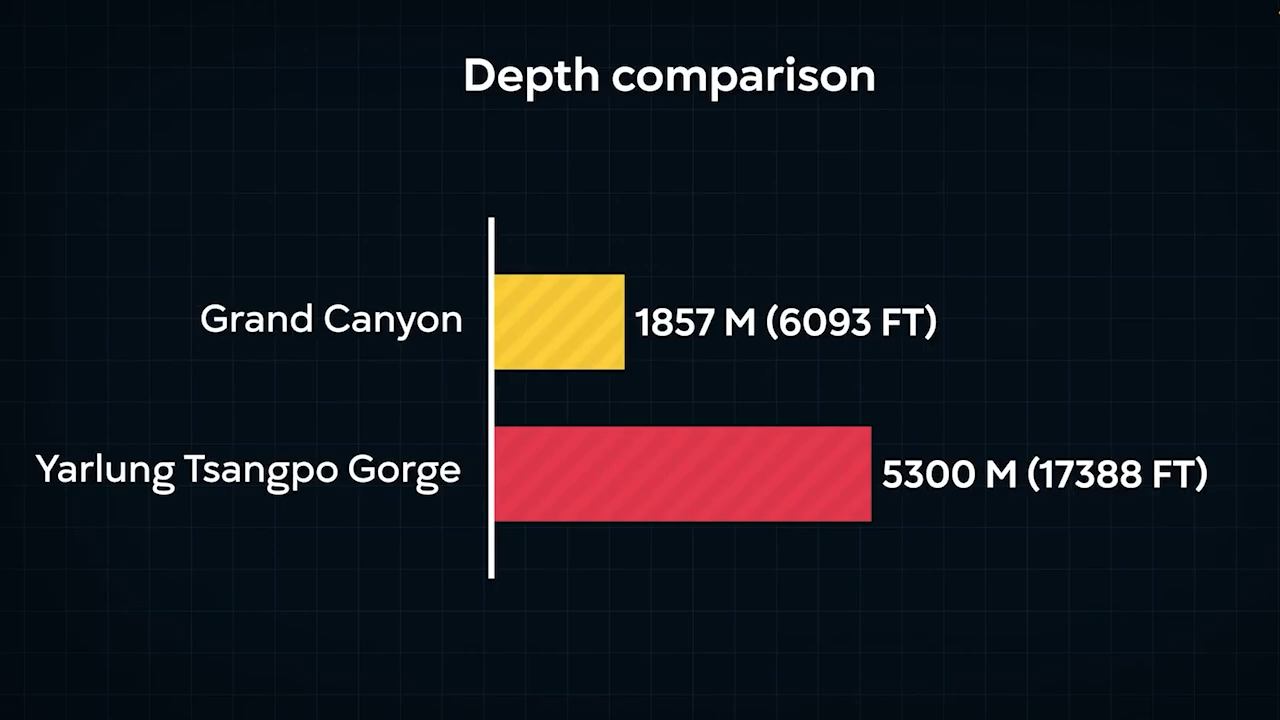 Depth comparison
Grand Canyon 1857 M (6093 FT)
Yarlung Tsangpo Gorge 5300 M (17388 FT)